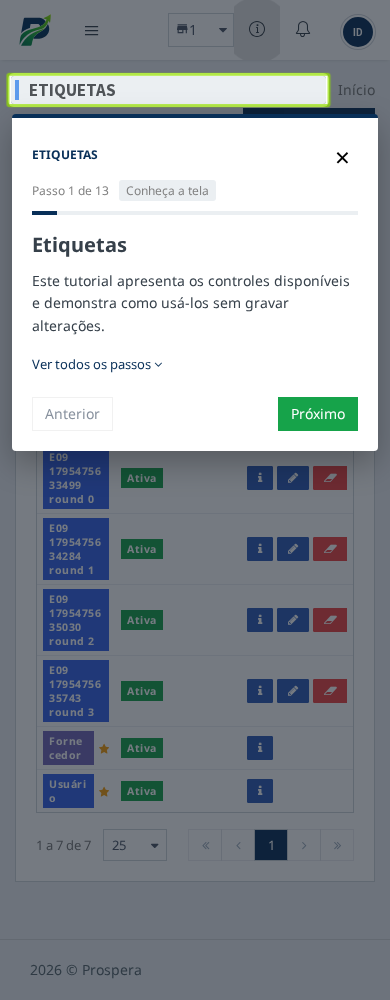 1
ID
ETIQUETAS
Início
ETIQUETAS
Passo 1 de 13
Conheça a tela
Etiquetas
Este tutorial apresenta os controles disponíveis
e demonstra como usá-los sem gravar
alterações.
Ver todos os passos
Anterior
Próximo
E09
17954756
33499
round 0
Ativa
E09
17954756
34284
round 1
Ativa
E09
17954756
35030
round 2
Ativa
E09
17954756
35743
round 3
Ativa
Forne
cedor
Ativa
Usuári
o
Ativa
1 a 7 de 7
25
« ‹ 1 › »
2026 © Prospera